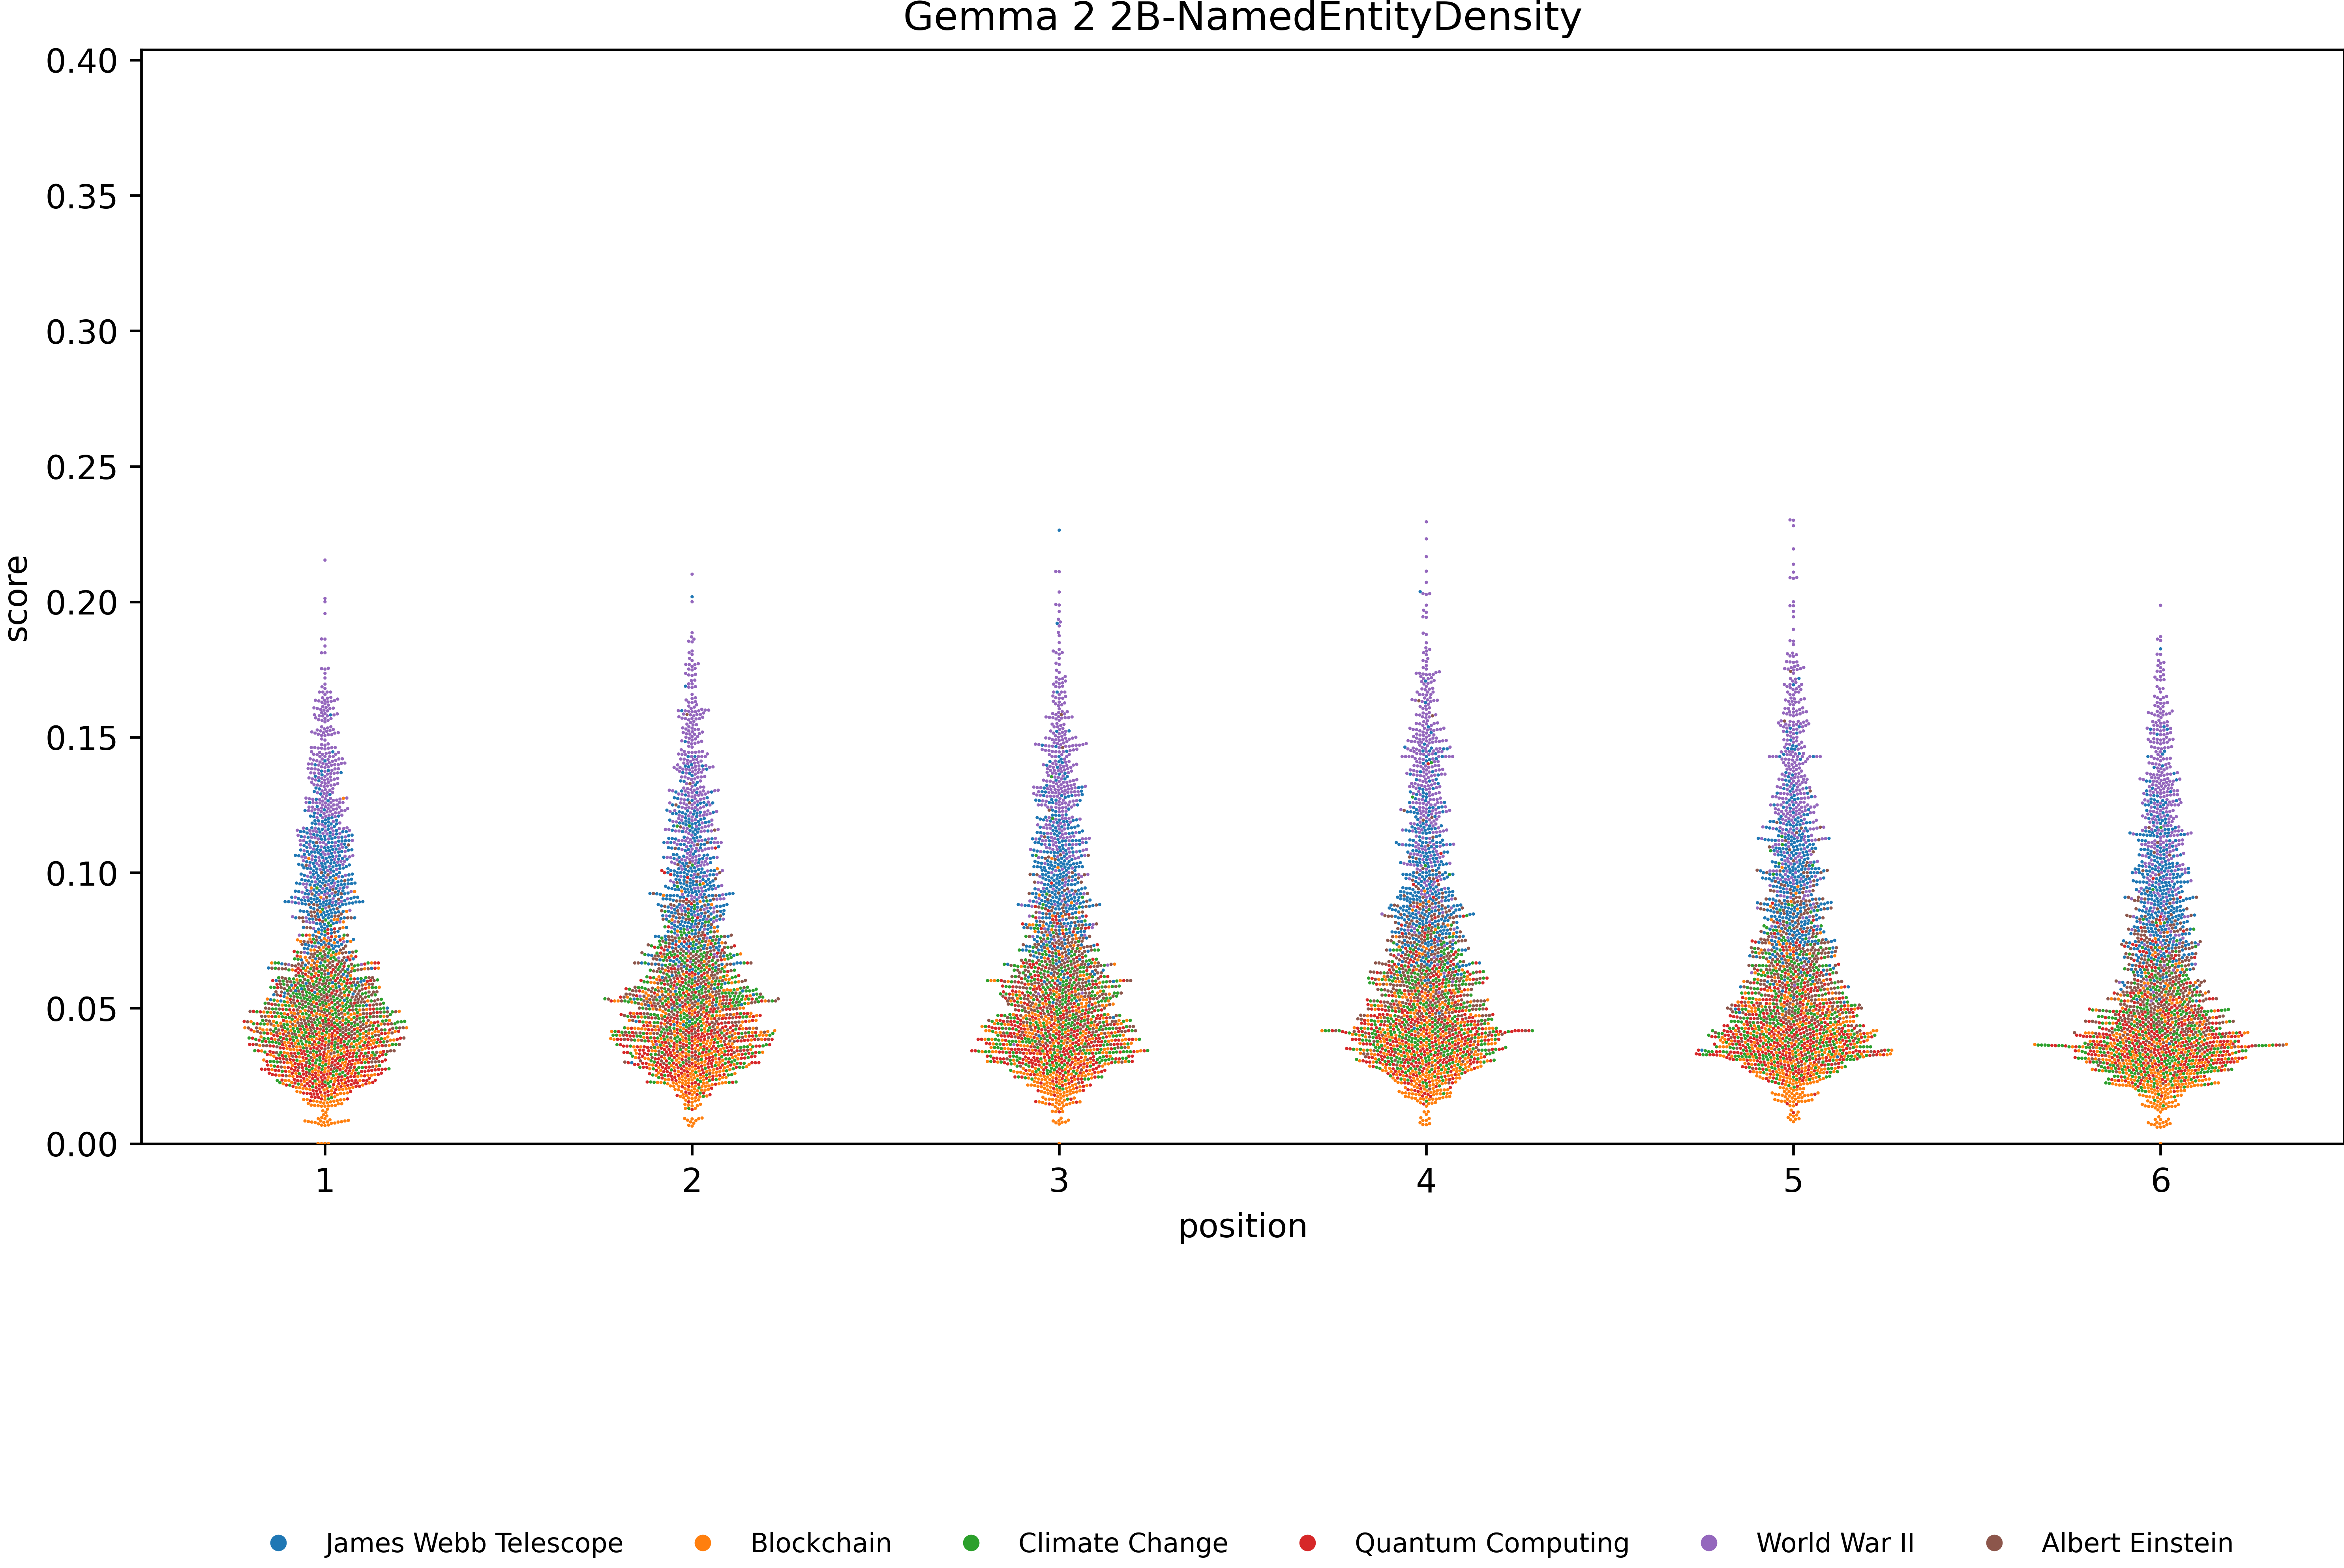 Gemma 2 2B-NamedEntityDensity
0.40
0.35
0.30
0.25
0.20
0.15
0.10
0.05
0.00
score
1 2 3 4 5 6
position
James Webb Telescope Blockchain Climate Change Quantum Computing World War II Albert Einstein